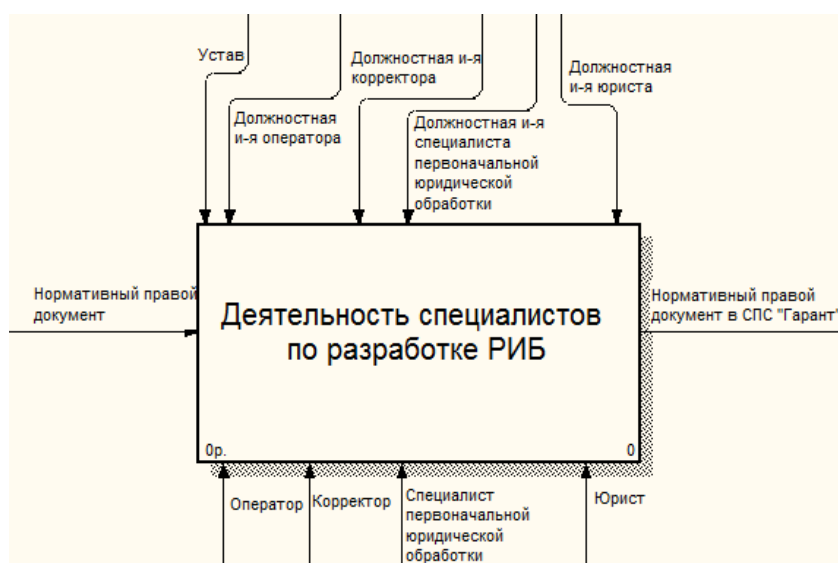 Устав
Должностная
и-я оператора
Должностная и-я
корректора
Должностная и-я
специалиста
первоначальной
юридической
обработки
Должностная
и-я юриста
Нормативный правой
документ
Деятельность специалистов
по разработке РИБ
0р.
0
Нормативный правой
документ в СПС "Гарант"
Оператор
Корректор
Специалист
первоначальной
юридической
обработки
Юрист